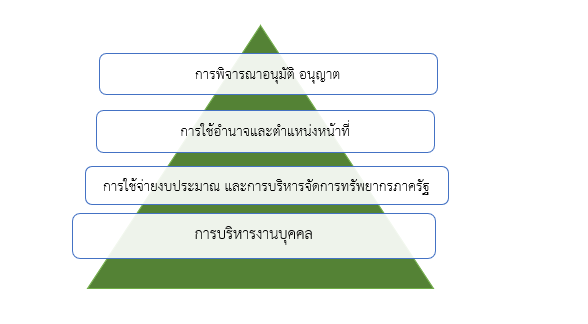 การพิจารณาอนุมัติ อนุญาต
การใช้อำนาจและตำแหน่งหน้าที่
การใช้จ่ายงบประมาณ และการบริหารจัดการทรัพยากรภาครัฐ
การบริหารงานบุคคล